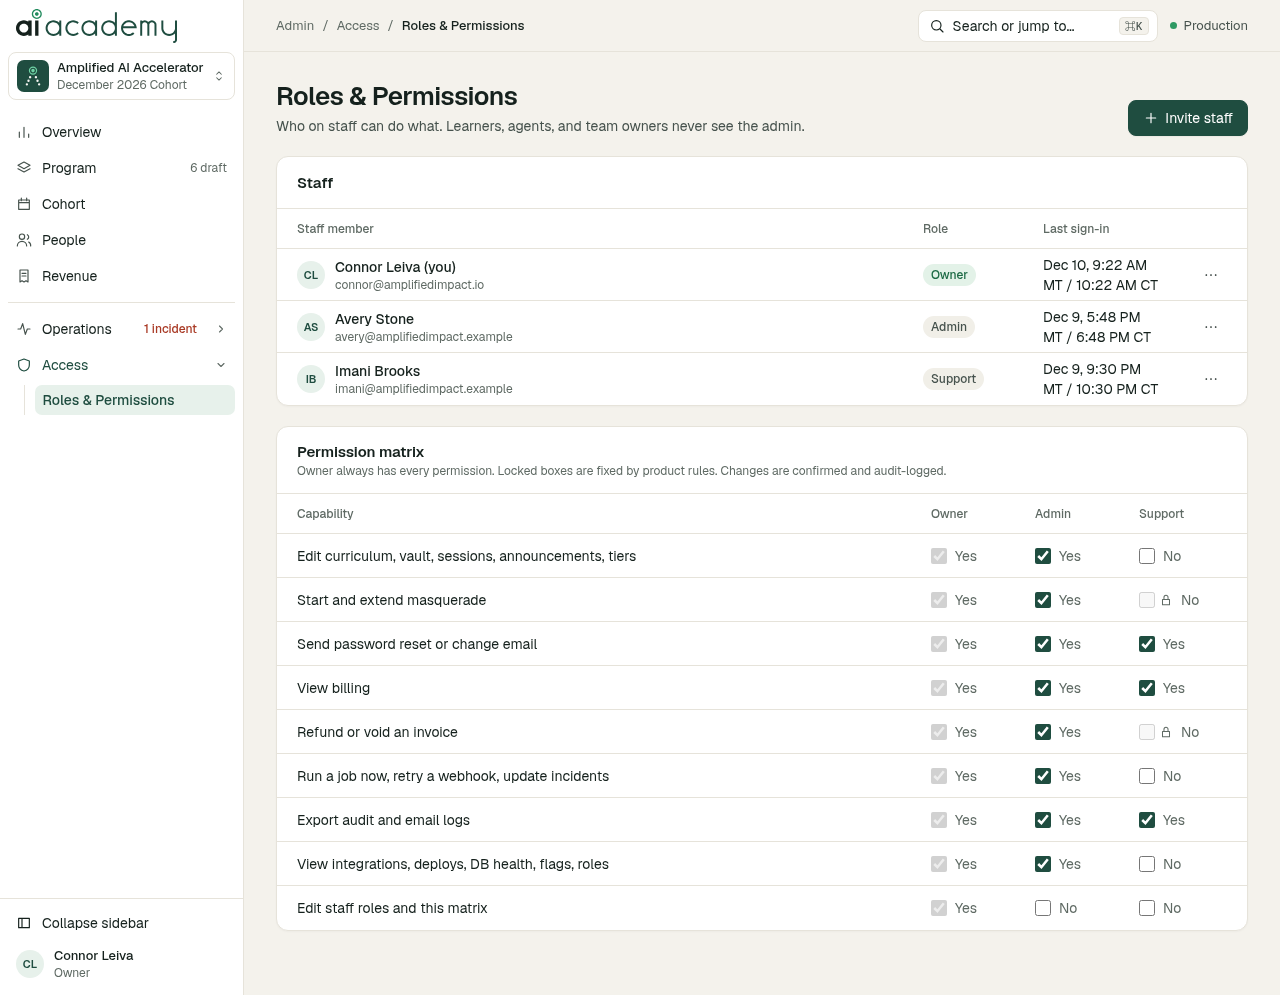 ai academy
Amplified AI Accelerator
December 2026 Cohort
Overview
Program 6 draft
Cohort
People
Revenue
Operations 1 incident
Access
Roles & Permissions
Collapse sidebar
CL Connor Leiva
Owner
Admin / Access / Roles & Permissions
Search or jump to... ⌘K
Production
Roles & Permissions
Who on staff can do what. Learners, agents, and team owners never see the admin.
+ Invite staff
Staff
Staff member Role Last sign-in
CL Connor Leiva (you) Owner Dec 10, 9:22 AM
connor@amplifiedimpact.io MT / 10:22 AM CT ...
AS Avery Stone Admin Dec 9, 5:48 PM
avery@amplifiedimpact.example MT / 6:48 PM CT ...
IB Imani Brooks Support Dec 9, 9:30 PM
imani@amplifiedimpact.example MT / 10:30 PM CT ...
Permission matrix
Owner always has every permission. Locked boxes are fixed by product rules. Changes are confirmed and audit-logged.
Capability Owner Admin Support
Edit curriculum, vault, sessions, announcements, tiers Yes Yes No
Start and extend masquerade Yes Yes No
Send password reset or change email Yes Yes Yes
View billing Yes Yes Yes
Refund or void an invoice Yes Yes No
Run a job now, retry a webhook, update incidents Yes Yes No
Export audit and email logs Yes Yes Yes
View integrations, deploys, DB health, flags, roles Yes Yes No
Edit staff roles and this matrix Yes No No